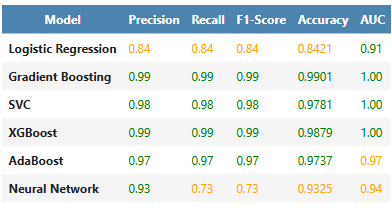 Model Precision Recall F1-Score Accuracy AUC
Logistic Regression 0.84 0.84 0.84 0.8421 0.91
Gradient Boosting 0.99 0.99 0.99 0.9901 1.00
SVC 0.98 0.98 0.98 0.9781 1.00
XGBoost 0.99 0.99 0.99 0.9879 1.00
AdaBoost 0.97 0.97 0.97 0.9737 0.97
Neural Network 0.93 0.73 0.73 0.9325 0.94